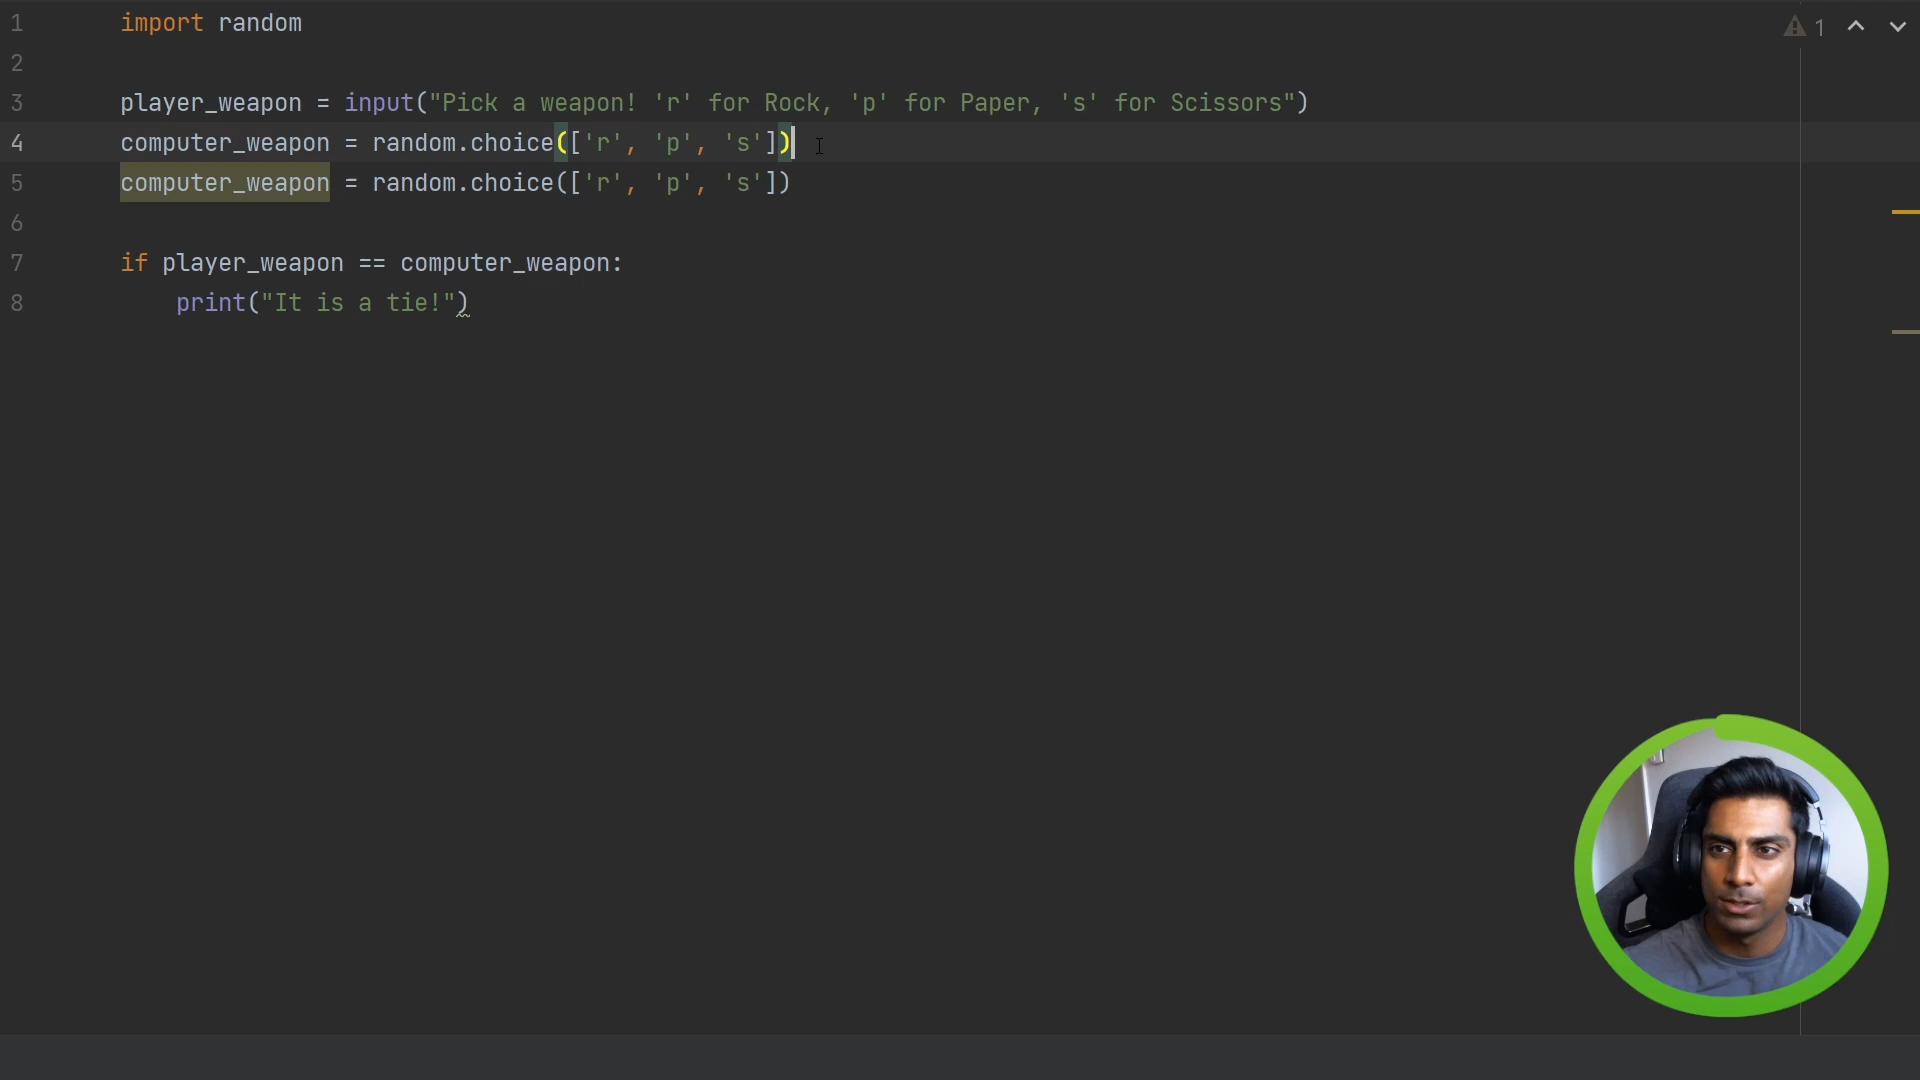 1 import random
2
3 player_weapon = input("Pick a weapon! 'r' for Rock, 'p' for Paper, 's' for Scissors")
4 computer_weapon = random.choice(['r', 'p', 's'])
5 computer_weapon = random.choice(['r', 'p', 's'])
6
7 if player_weapon == computer_weapon:
8 print("It is a tie!")
1